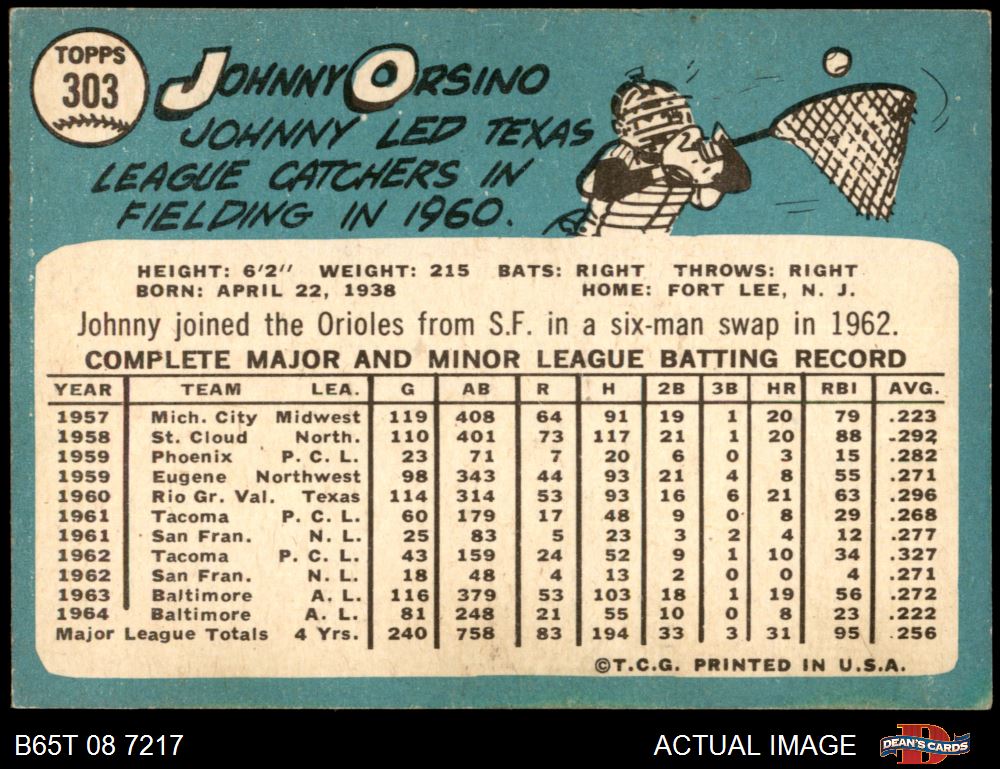 TOPPS
303
JOHNNY ORSINO
JOHNNY LED TEXAS
LEAGUE CATCHERS IN
FIELDING IN 1960.
HEIGHT: 6'2" WEIGHT: 215 BATS: RIGHT THROWS: RIGHT
BORN: APRIL 22, 1938 HOME: FORT LEE, N. J.
Johnny joined the Orioles from S.F. in a six-man swap in 1962.
COMPLETE MAJOR AND MINOR LEAGUE BATTING RECORD
YEAR TEAM LEA. G AB R H 2B 3B HR RBI AVG.
1957 Mich. City Midwest 119 408 64 91 19 1 20 79 .223
1958 St. Cloud North. 110 401 73 117 21 1 20 88 .292
1959 Phoenix P. C. L. 23 71 7 20 6 0 3 15 .282
1959 Eugene Northwest 98 343 44 93 21 4 8 55 .271
1960 Rio Gr. Val. Texas 114 314 53 93 16 6 21 63 .296
1961 Tacoma P. C. L. 60 179 17 48 9 0 8 29 .268
1961 San Fran. N. L. 25 83 5 23 3 2 4 12 .277
1962 Tacoma P. C. L. 43 159 24 52 9 1 10 34 .327
1962 San Fran. N. L. 18 48 4 13 2 0 0 4 .271
1963 Baltimore A. L. 116 379 53 103 18 1 19 56 .272
1964 Baltimore A. L. 81 248 21 55 10 0 8 23 .222
Major League Totals 4 Yrs. 240 758 83 194 33 3 31 95 .256
©T.C.G. PRINTED IN U.S.A.
B65T 08 7217 ACTUAL IMAGE DEAN'S CARDS